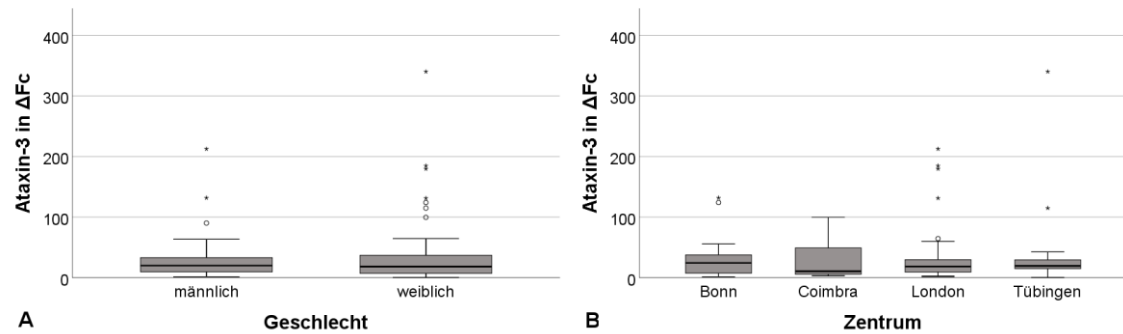 Ataxin-3 in ΔFc
400
300
200
100
0
männlich
weiblich
Geschlecht
A
Ataxin-3 in ΔFc
400
300
200
100
0
Bonn
Coimbra
London
Tübingen
Zentrum
B